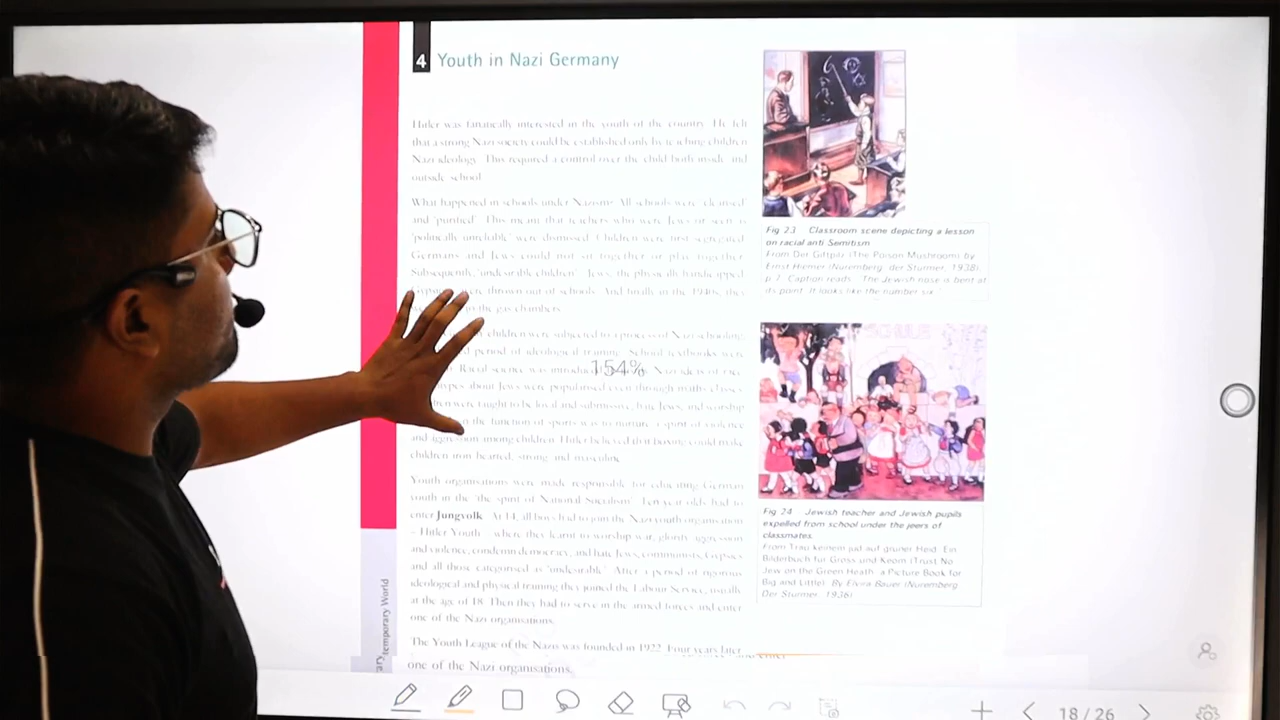 4 Youth in Nazi Germany
Hitler was fanatically interested in the youth of the country. He felt
that a strong Nazi society could be established only by teaching children
Nazi ideology. This required a control over the child both inside and
outside school.
What happened in schools under Nazism? All schools were 'cleansed'
and 'purified'. This meant that teachers who were Jews or seen as
'politically unreliable' were dismissed. Children were first segregated:
Germans and Jews could not sit together or play together.
Subsequently, 'undesirable children' – Jews, the physically handicapped,
were thrown out of schools. And finally in the 1940s, they
to the gas chambers.
children were subjected to a process of Nazi schooling,
period of ideological training. School textbooks were
Racial science was introduced Nazi ideas of race.
about Jews were popularised even through maths classes.
were taught to be loyal and submissive, hate Jews, and worship
the function of sports was to nurture a spirit of violence
and aggression among children. Hitler believed that boxing could make
children iron hearted, strong and masculine.
154%
Youth organisations were made responsible for educating German
youth in the 'the spirit of National Socialism'. Ten-year-olds had to
enter Jungvolk. At 14, all boys had to join the Nazi youth organisation
– Hitler Youth – where they learnt to worship war, glorify aggression
and violence, condemn democracy, and hate Jews, communists, Gypsies
and all those categorised as 'undesirable'. After a period of rigorous
ideological and physical training they joined the Labour Service, usually
at the age of 18. Then they had to serve in the armed forces and enter
one of the Nazi organisations.
The Youth League of the Nazis was founded in 1922. Four years later
one of the Nazi organisations.
Fig 23 Classroom scene depicting a lesson
on racial anti Semitism
From Der Giftpilz (The Poison Mushroom) by
Ernst Hiemer (Nuremberg: der Sturmer, 1938),
p.7. Caption reads: 'The Jewish nose is bent at
its point. It looks like the number six.'
SCHULE
Fig 24 Jewish teacher and Jewish pupils
expelled from school under the jeers of
classmates.
From Trau keinem jud auf gruner Heid: Ein
Bilderbuch fur Gross und Keom (Trust No
Jew on the Green Heath: a Picture Book for
Big and Little), By Elvira Bauer (Nuremberg:
Der Sturmer, 1936)
temporary World
18/26